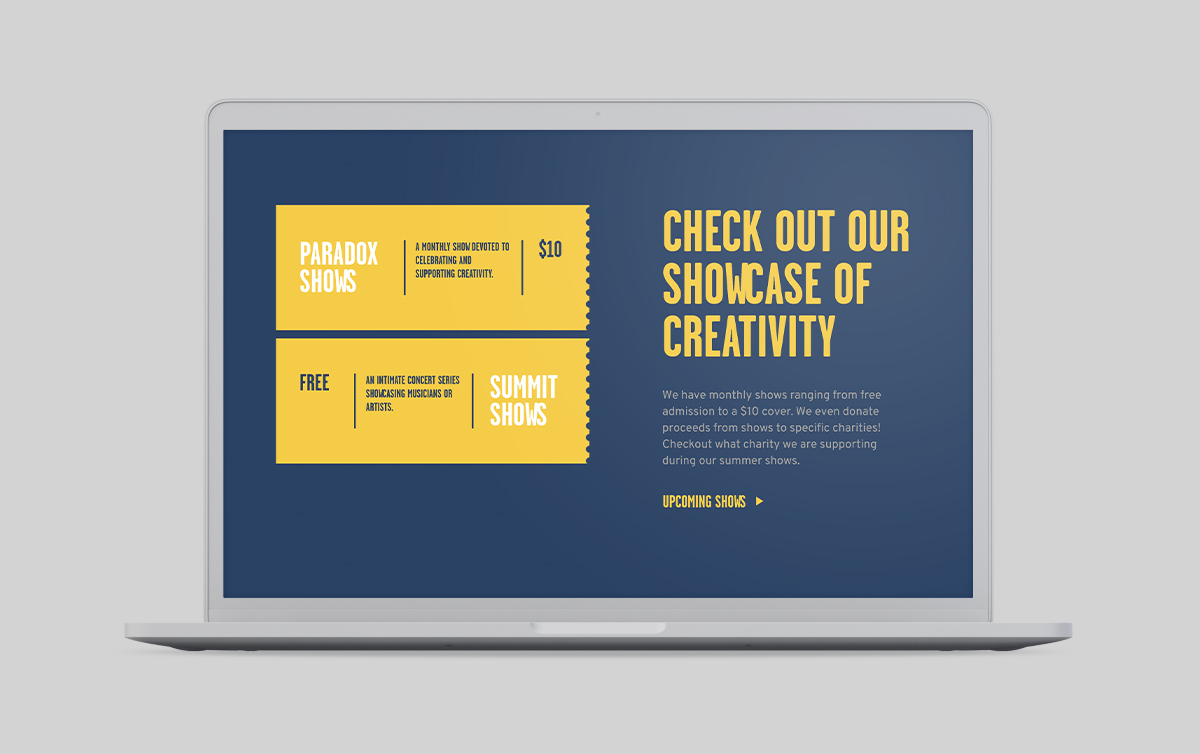 PARADOX
SHOWS
A MONTHLY SHOW DEVOTED TO
CELEBRATING AND
SUPPORTING CREATIVITY.
$10
FREE
AN INTIMATE CONCERT SERIES
SHOWCASING MUSICIANS OR
ARTISTS.
SUMMIT
SHOWS
CHECK OUT OUR
SHOWCASE OF
CREATIVITY
We have monthly shows ranging from free
admission to a $10 cover. We even donate
proceeds from shows to specific charities!
Checkout what charity we are supporting
during our summer shows.
UPCOMING SHOWS